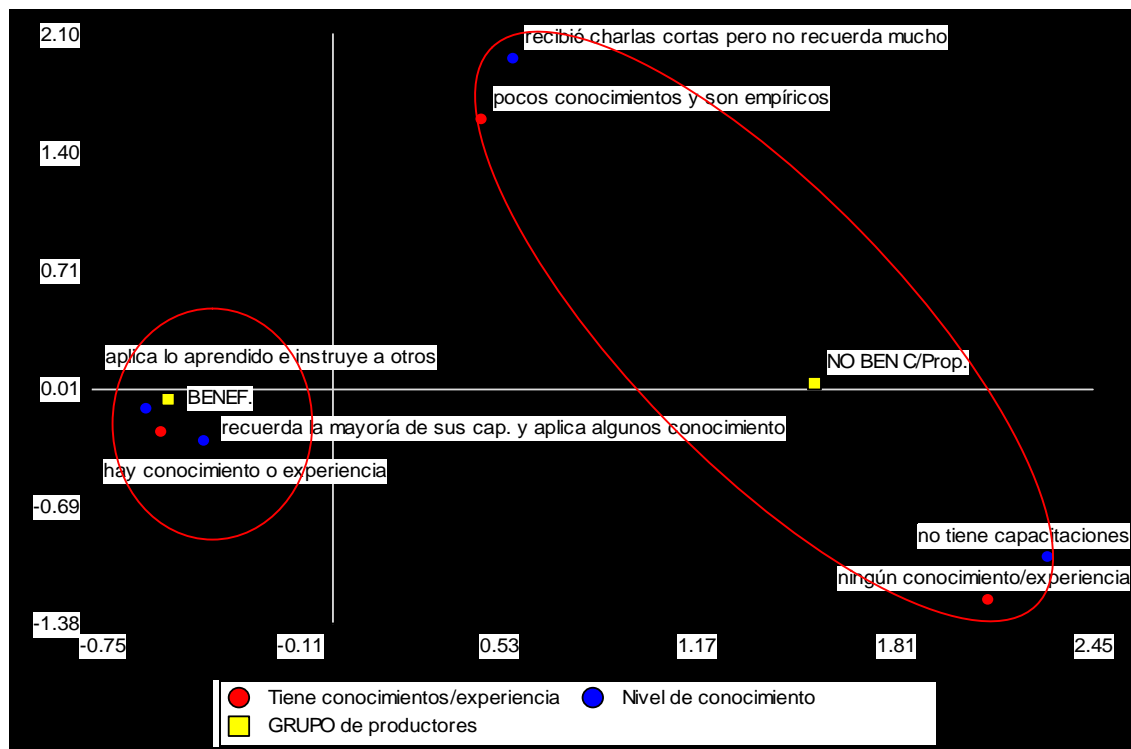 2.10
recibió charlas cortas pero no recuerda mucho
pocos conocimientos y son empíricos
1.40
0.71
aplica lo aprendido e instruye a otros
NO BEN C/Prop.
0.01
BENEF.
recuerda la mayoría de sus cap. y aplica algunos conocimiento
hay conocimiento o experiencia
-0.69
no tiene capacitaciones
ningún conocimiento/experiencia
-1.38
-0.75 -0.11 0.53 1.17 1.81 2.45
Tiene conocimientos/experiencia Nivel de conocimiento
GRUPO de productores